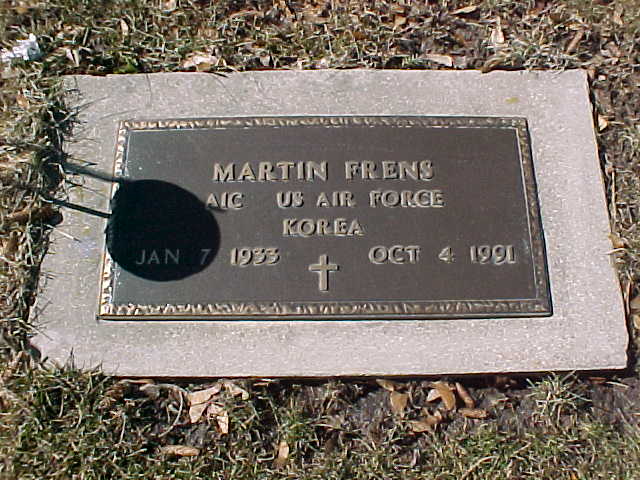 MARTIN FRENS
A1C US AIR FORCE
KOREA
JAN 7 1933 OCT 4 1991